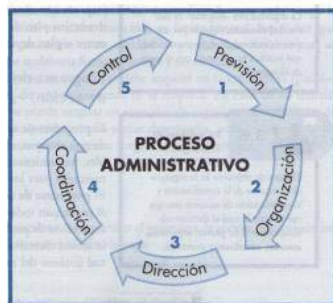 PROCESO
ADMINISTRATIVO
Previsión
1
Organización
2
Dirección
3
Coordinación
4
Control
5